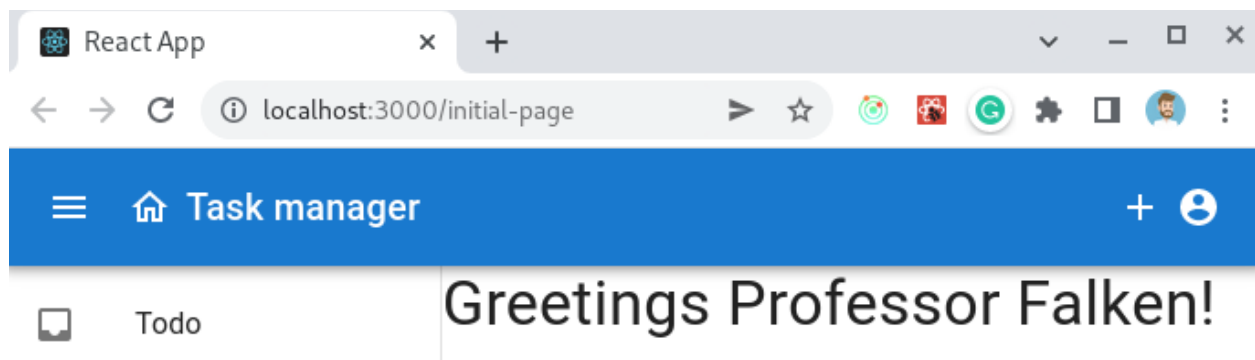 React App
localhost:3000/initial-page
Task manager
Todo
Greetings Professor Falken!